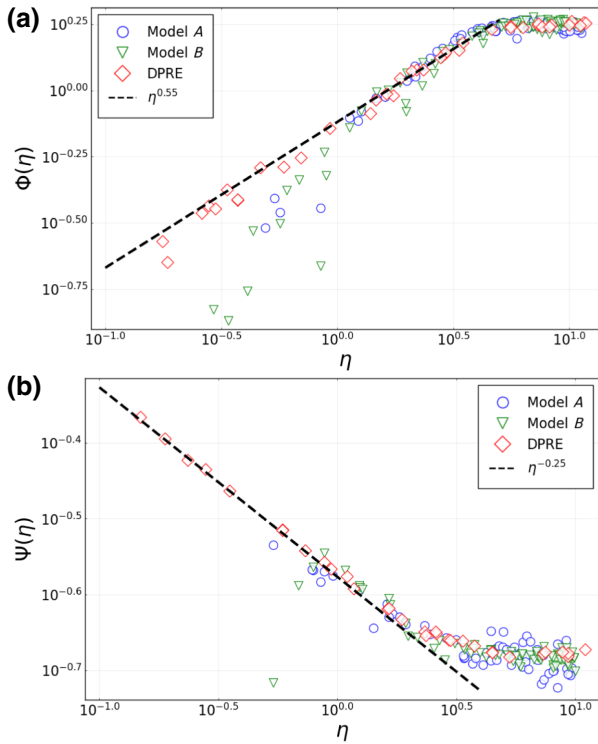 (a)
Model A
Model B
DPRE
η^0.55
10^0.25
10^0.00
10^−0.25
10^−0.50
10^−0.75
Φ(η)
10^−1.0 10^−0.5 10^0.0 10^0.5 10^1.0
η
(b)
Model A
Model B
DPRE
η^−0.25
10^−0.4
10^−0.5
10^−0.6
10^−0.7
Ψ(η)
10^−1.0 10^−0.5 10^0.0 10^0.5 10^1.0
η